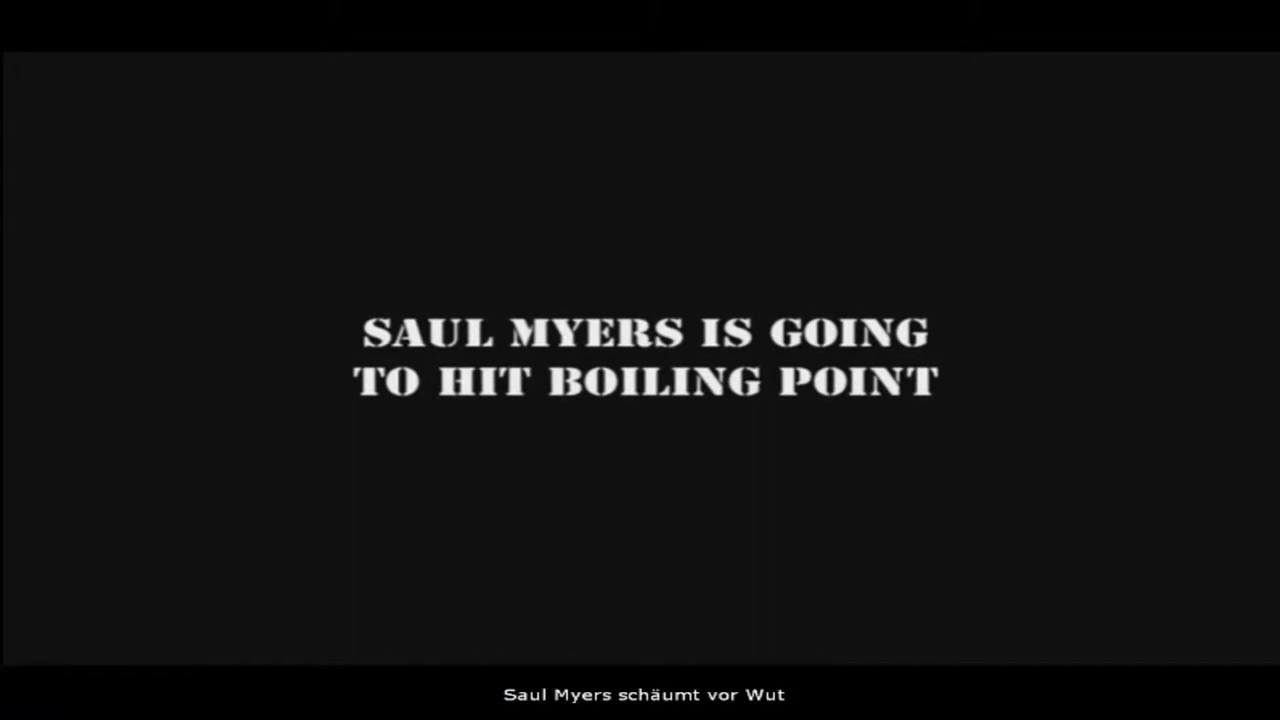 SAUL MYERS IS GOING
TO HIT BOILING POINT
Saul Myers schäumt vor Wut